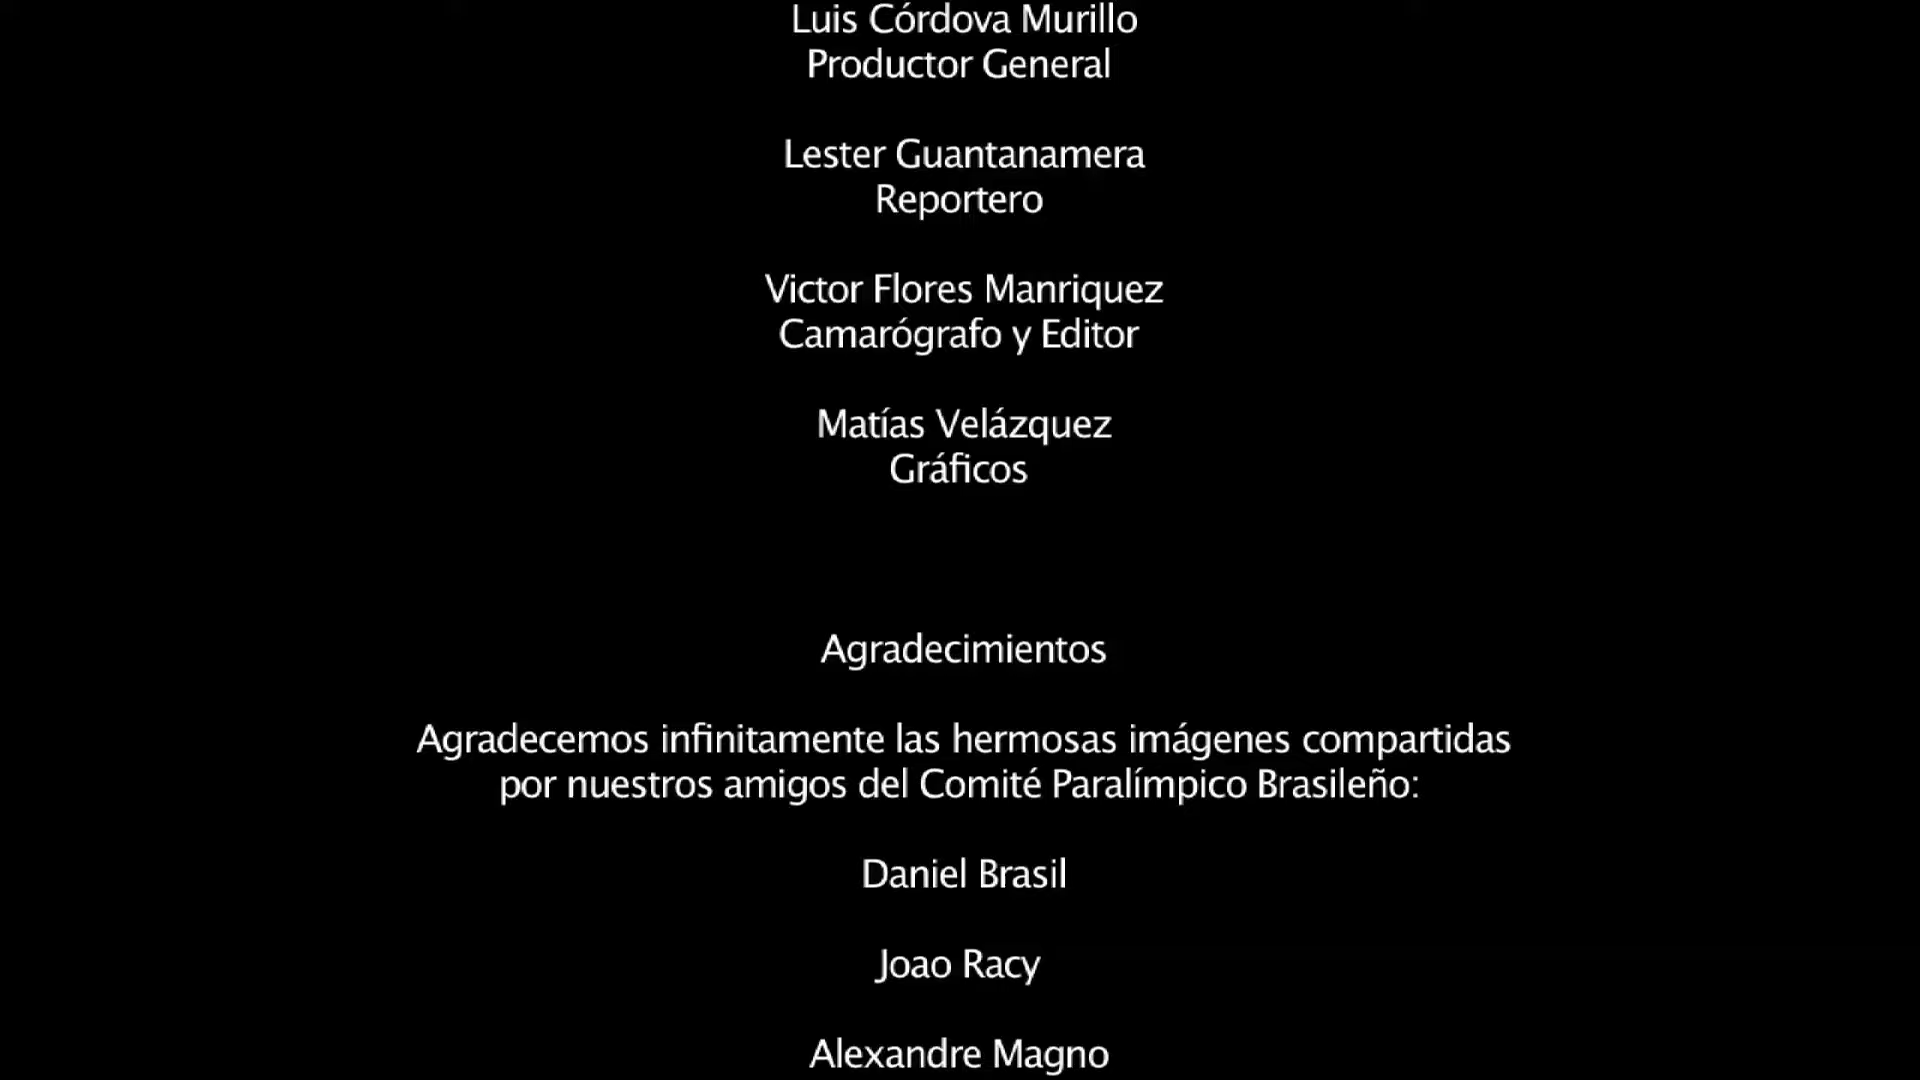 Luis Córdova Murillo
Productor General
Lester Guantanamera
Reportero
Victor Flores Manriquez
Camarógrafo y Editor
Matías Velázquez
Gráficos
Agradecimientos
Agradecemos infinitamente las hermosas imágenes compartidas
por nuestros amigos del Comité Paralímpico Brasileño:
Daniel Brasil
Joao Racy
Alexandre Magno